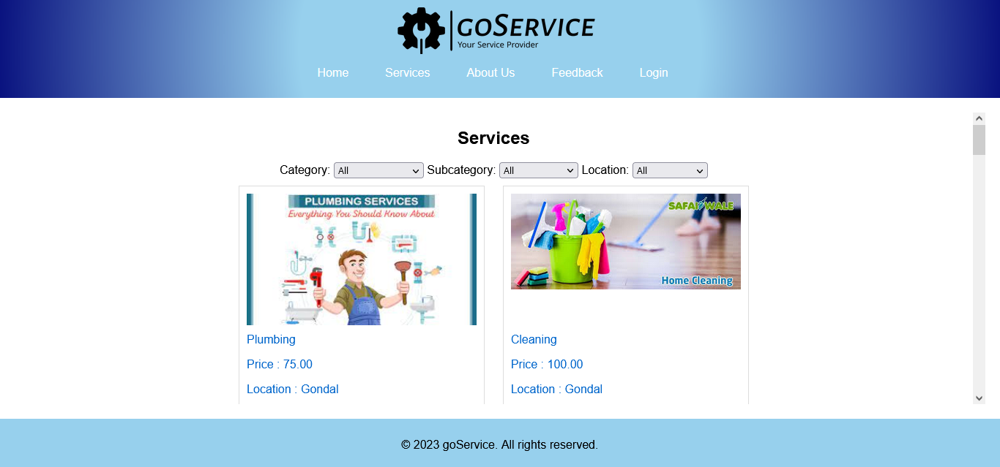 goService
Your Service Provider
Home Services About Us Feedback Login
Services
Category: All Subcategory: All Location: All
PLUMBING SERVICES
Everything You Should Know About
SAFAIWALE
Home Cleaning
Plumbing
Price : 75.00
Location : Gondal
Cleaning
Price : 100.00
Location : Gondal
© 2023 goService. All rights reserved.